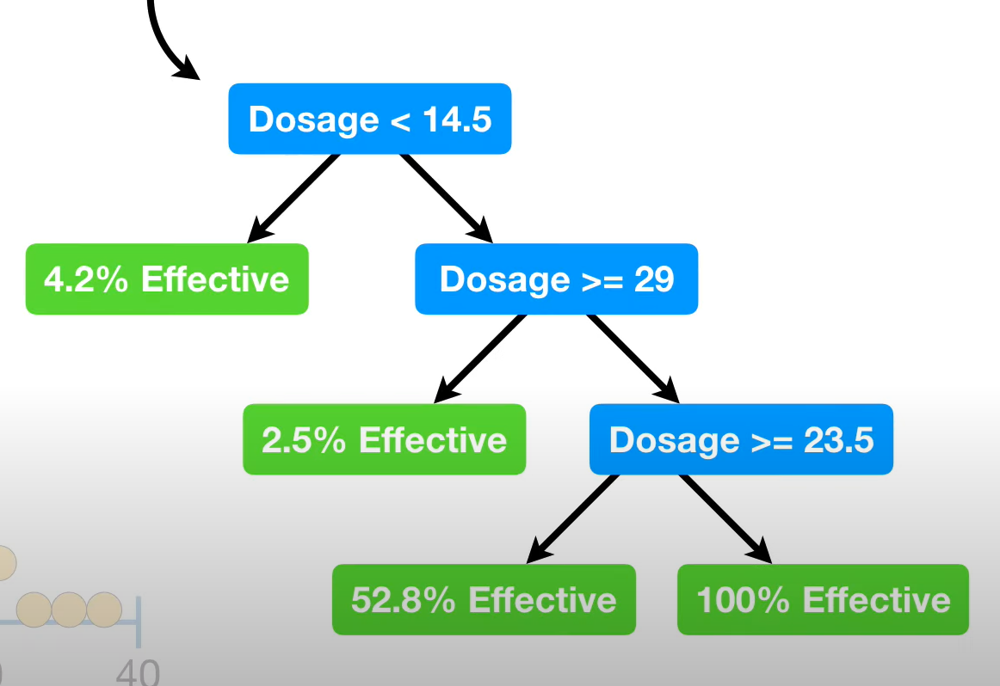 Dosage < 14.5
4.2% Effective
Dosage >= 29
2.5% Effective
Dosage >= 23.5
52.8% Effective
100% Effective
40